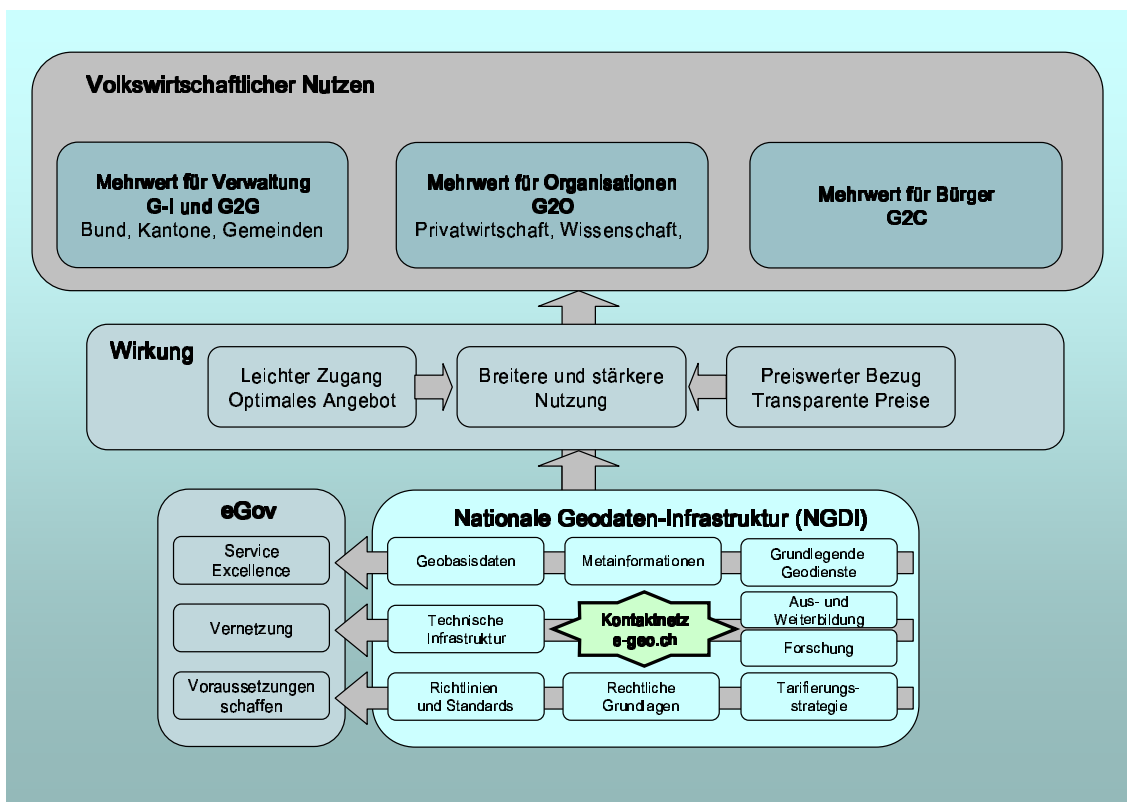 Volkswirtschaftlicher Nutzen
Mehrwert für Verwaltung
G-I und G2G
Bund, Kantone, Gemeinden
Mehrwert für Organisationen
G2O
Privatwirtschaft, Wissenschaft,
Mehrwert für Bürger
G2C
Wirkung
Leichter Zugang
Optimales Angebot
Breitere und stärkere
Nutzung
Preiswerter Bezug
Transparente Preise
eGov
Service
Excellence
Vernetzung
Voraussetzungen
schaffen
Nationale Geodaten-Infrastruktur (NGDI)
Geobasisdaten
Metainformationen
Grundlegende
Geodienste
Technische
Infrastruktur
Kontaktnetz
e-geo.ch
Aus- und
Weiterbildung
Forschung
Richtlinien
und Standards
Rechtliche
Grundlagen
Tarifierungs-
strategie